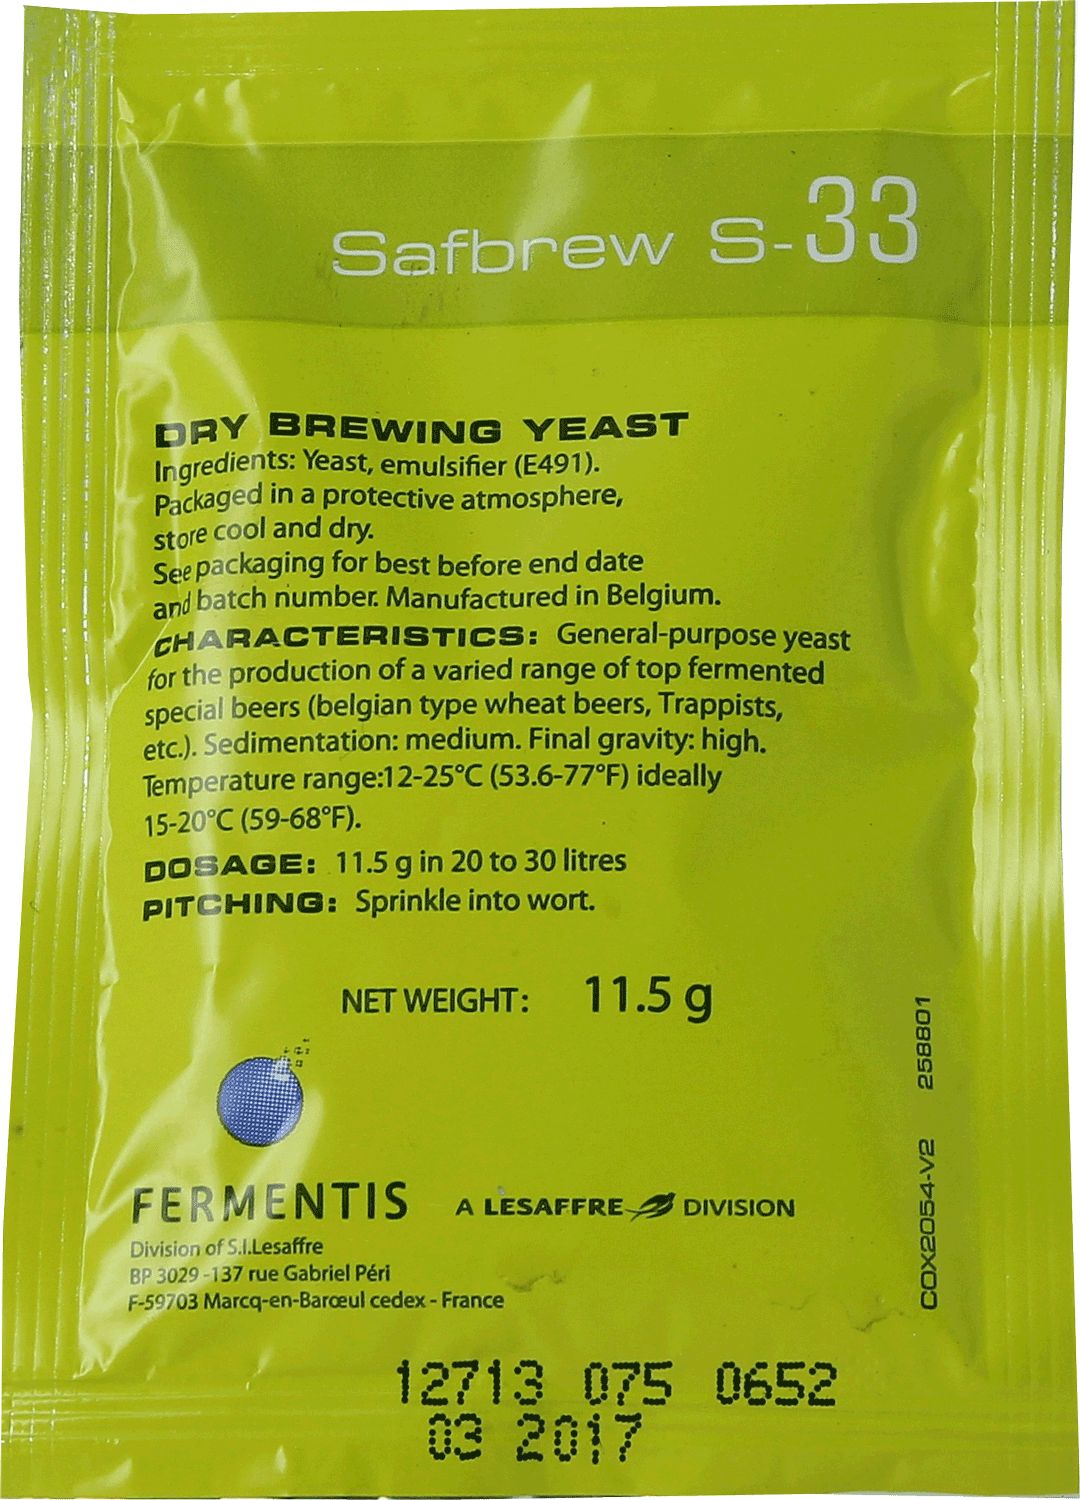 Safbrew S-33
DRY BREWING YEAST
Ingredients: Yeast, emulsifier (E491).
Packaged in a protective atmosphere,
store cool and dry.
See packaging for best before end date
and batch number. Manufactured in Belgium.
CHARACTERISTICS: General-purpose yeast
for the production of a varied range of top fermented
special beers (belgian type wheat beers, Trappists,
etc.). Sedimentation: medium. Final gravity: high.
Temperature range:12-25°C (53.6-77°F) ideally
15-20°C (59-68°F).
DOSAGE: 11.5 g in 20 to 30 litres
PITCHING: Sprinkle into wort.
NET WEIGHT: 11.5 g
FERMENTIS A LESAFFRE DIVISION
Division of S.I.Lesaffre
BP 3029 -137 rue Gabriel Péri
F-59703 Marcq-en-Barœul cedex - France
COX2054-V2 258801
12713 075 0652
03 2017